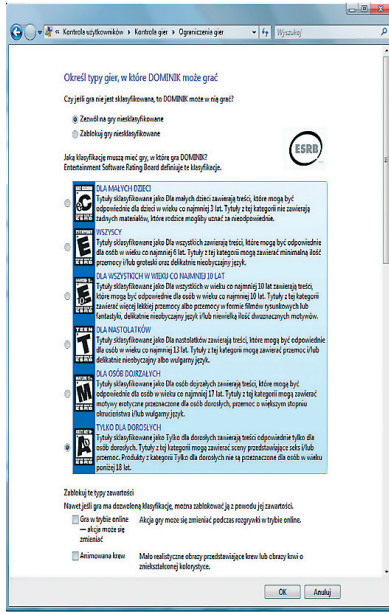 « Kontrola użytkowników › Kontrola gier › Ograniczenia gier
Wyszukaj
Określ typy gier, w które DOMINIK może grać
Czy jeśli gra nie jest sklasyfikowana, to DOMINIK może w nią grać?
Zezwól na gry niesklasyfikowane
Zablokuj gry niesklasyfikowane
ESRB
Jaką klasyfikację muszą mieć gry, w które gra DOMINIK?
Entertainment Software Rating Board definiuje te klasyfikacje.
DLA MAŁYCH DZIECI
Tytuły sklasyfikowane jako Dla małych dzieci zawierają treści, które mogą być
odpowiednie dla dzieci w wieku co najmniej 3 lat. Tytuły z tej kategorii nie zawierają
żadnych materiałów, które rodzice mogliby uznać za nieodpowiednie.
WSZYSCY
Tytuły sklasyfikowane jako Dla wszystkich zawierają treści, które mogą być odpowiednie
dla osób w wieku co najmniej 6 lat. Tytuły z tej kategorii mogą zawierać minimalną ilość
przemocy i/lub groteski oraz delikatnie nieobyczajny język.
DLA WSZYSTKICH W WIEKU CO NAJMNIEJ 10 LAT
Tytuły sklasyfikowane jako Dla wszystkich w wieku co najmniej 10 lat zawierają treści,
które mogą być odpowiednie dla osób w wieku co najmniej 10 lat. Tytuły z tej kategorii mogą
zawierać więcej lekkiej przemocy albo przemocy w formie filmów rysunkowych lub
fantastyki, delikatnie nieobyczajny język i/lub niewielką ilość dwuznacznych motywów.
DLA NASTOLATKÓW
Tytuły sklasyfikowane jako Dla nastolatków zawierają treści, które mogą być odpowiednie
dla osób w wieku co najmniej 13 lat. Tytuły z tej kategorii mogą zawierać przemoc i/lub
delikatnie nieobyczajny albo wulgarny język.
DLA OSÓB DOJRZAŁYCH
Tytuły sklasyfikowane jako Dla osób dojrzałych zawierają treści, które mogą być
odpowiednie dla osób w wieku co najmniej 17 lat. Tytuły z tej kategorii mogą zawierać
motywy erotyczne przeznaczone dla osób dorosłych, przemoc o większym stopniu
okrucieństwa i/lub wulgarny język.
TYLKO DLA DOROSŁYCH
Tytuły sklasyfikowane jako Tylko dla dorosłych zawierają treści odpowiednie tylko dla
osób dorosłych. Tytuły z tej kategorii mogą zawierać sceny przedstawiające seks i/lub
przemoc. Produkty z kategorii Tylko dla dorosłych nie są przeznaczone dla osób w wieku
poniżej 18 lat.
Zablokuj te typy zawartości
Nawet jeśli gra ma dozwoloną klasyfikację, można zablokować ją z powodu jej zawartości.
Gra w trybie online
— akcja może się
zmieniać
Akcja gry może się zmieniać podczas rozgrywki w trybie online.
Animowana krew
Mało realistyczne obrazy przedstawiające krew lub obrazy krwi o
zniekształconej kolorystyce.
OK
Anuluj